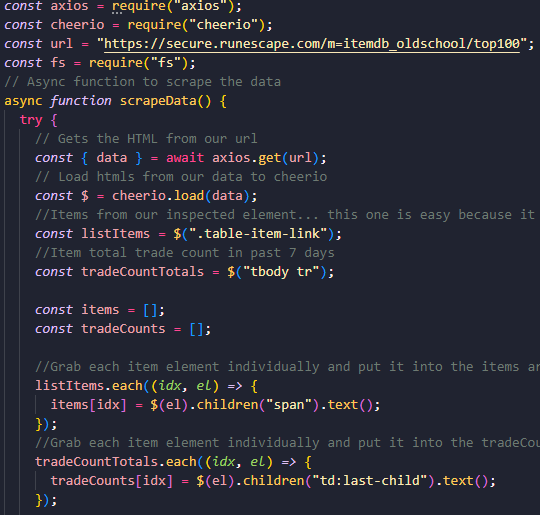 const axios = require("axios");
const cheerio = require("cheerio");
const url = "https://secure.runescape.com/m=itemdb_oldschool/top100";
const fs = require("fs");
// Async function to scrape the data
async function scrapeData() {
try {
// Gets the HTML from our url
const { data } = await axios.get(url);
// Load htmls from our data to cheerio
const $ = cheerio.load(data);
//Items from our inspected element... this one is easy because it
const listItems = $(".table-item-link");
//Item total trade count in past 7 days
const tradeCountTotals = $("tbody tr");
const items = [];
const tradeCounts = [];
//Grab each item element individually and put it into the items ar
listItems.each((idx, el) => {
items[idx] = $(el).children("span").text();
});
//Grab each item element individually and put it into the tradeCou
tradeCountTotals.each((idx, el) => {
tradeCounts[idx] = $(el).children("td:last-child").text();
});